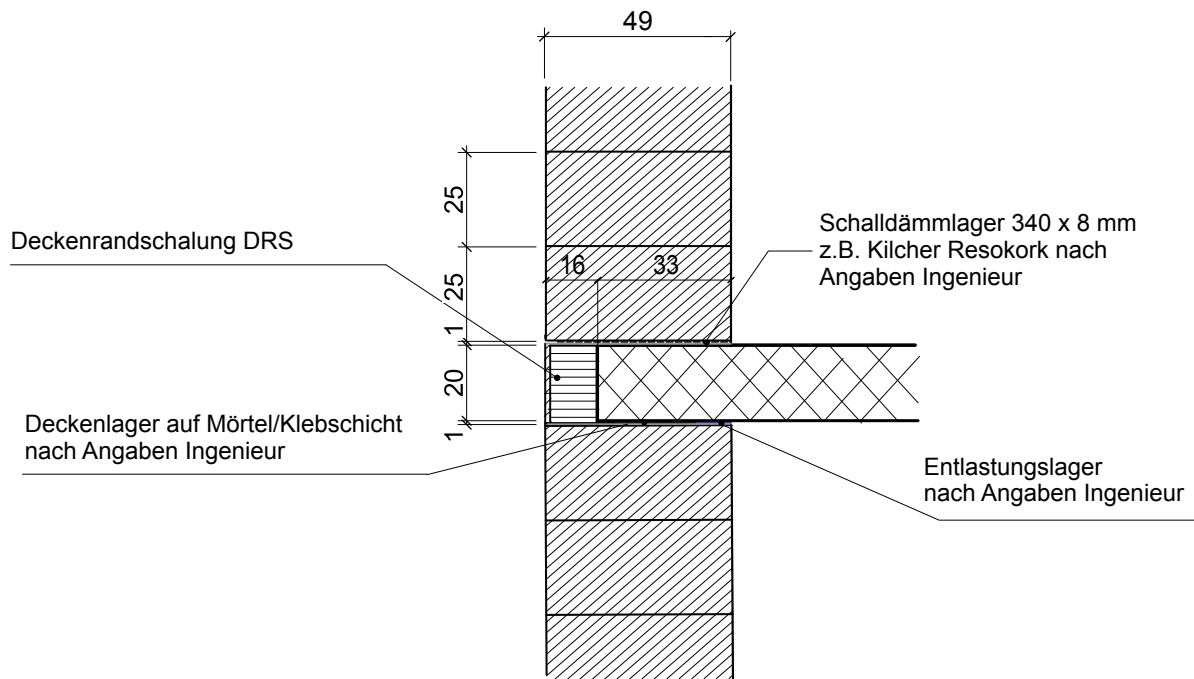 49
25
Deckenrandschalung DRS
Schalldämmlager 340 x 8 mm
z.B. Kilcher Resokork nach
Angaben Ingenieur
16
33
25
1
20
Deckenlager auf Mörtel/Klebschicht
nach Angaben Ingenieur
1
Entlastungslager
nach Angaben Ingenieur